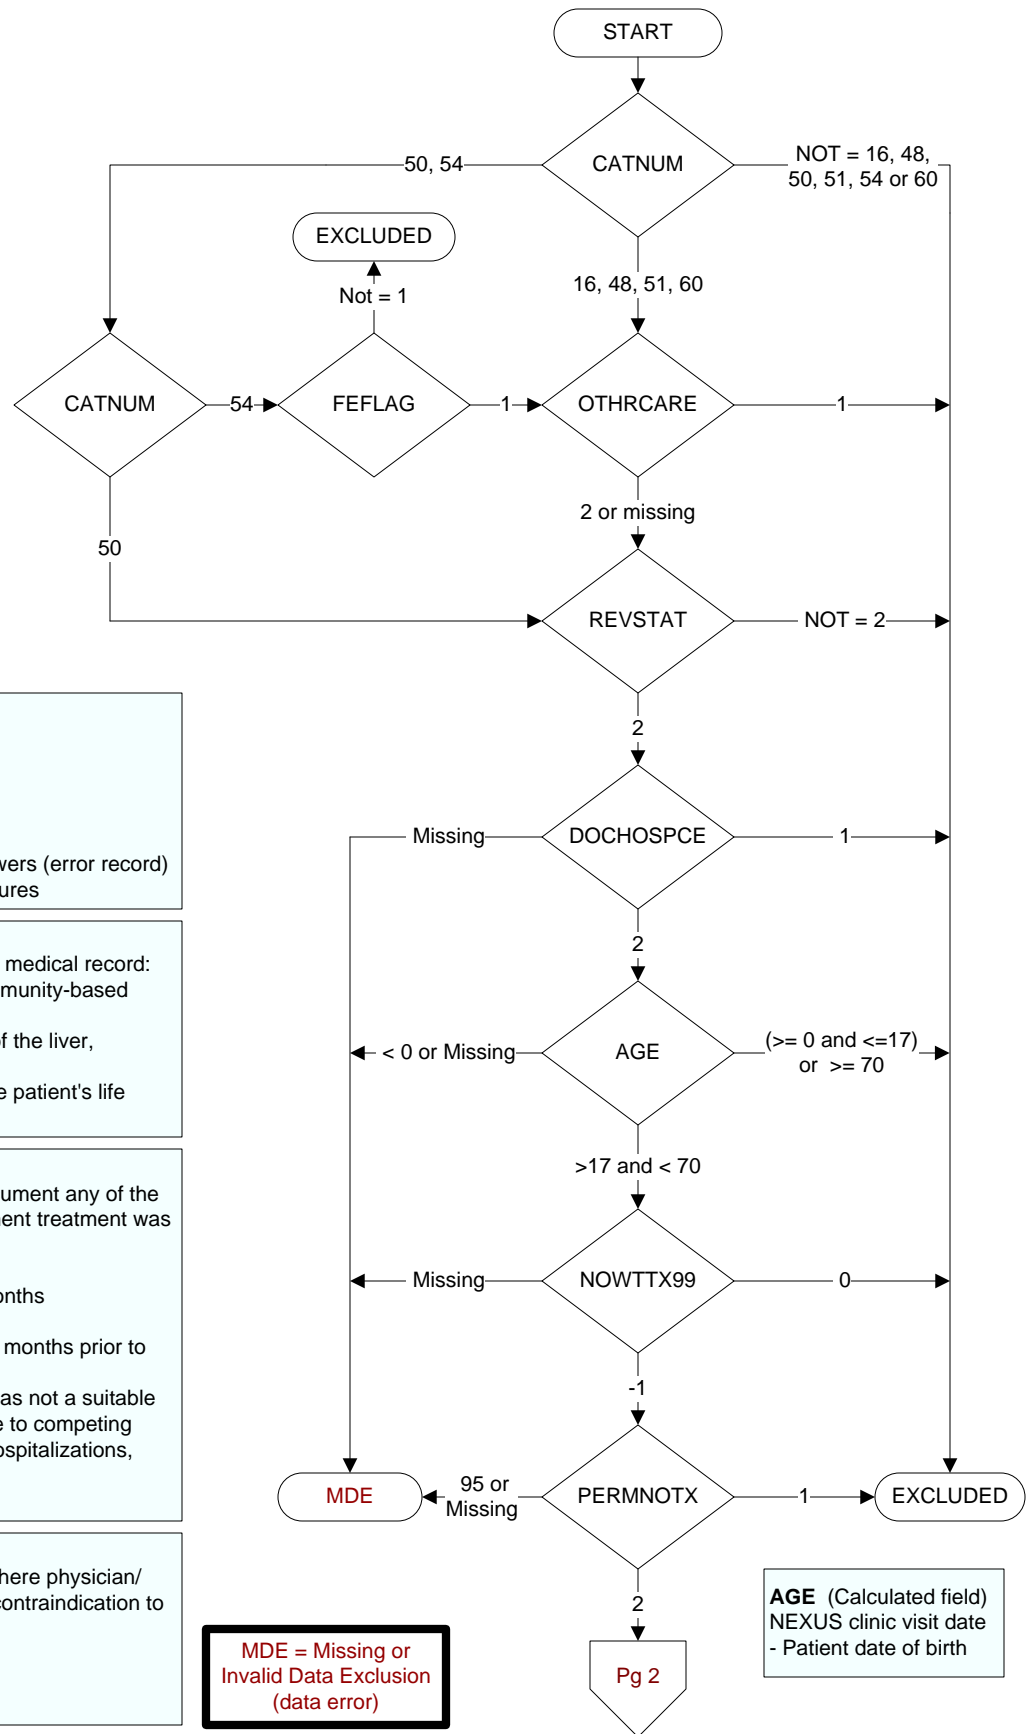 START
CATNUM
50, 54
NOT = 16, 48,
50, 51, 54 or 60
EXCLUDED
16, 48, 51, 60
Not = 1
CATNUM
54
FEFLAG
1
OTHRCARE
1
2 or missing
50
REVSTAT
NOT = 2
2
Missing
DOCHOSPCE
1
wers (error record)
ures
2
medical record:
munity-based
of the liver,
e patient's life
< 0 or Missing
AGE
(>= 0 and <=17)
or >= 70
>17 and < 70
ument any of the
nent treatment was
onths
months prior to
as not a suitable
e to competing
ospitalizations,
Missing
NOWTTX99
0
-1
MDE
95 or
Missing
PERMNOTX
1
EXCLUDED
here physician/
contraindication to
2
MDE = Missing or
Invalid Data Exclusion
(data error)
Pg 2
AGE (Calculated field)
NEXUS clinic visit date
- Patient date of birth